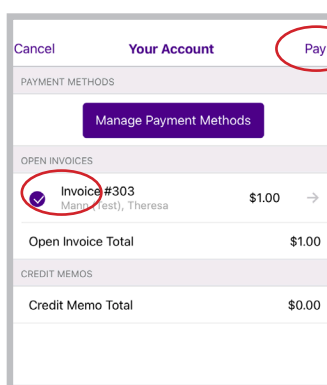 Cancel Your Account Pay
PAYMENT METHODS
Manage Payment Methods
OPEN INVOICES
Invoice #303 $1.00
Mann (Test), Theresa
Open Invoice Total $1.00
CREDIT MEMOS
Credit Memo Total $0.00